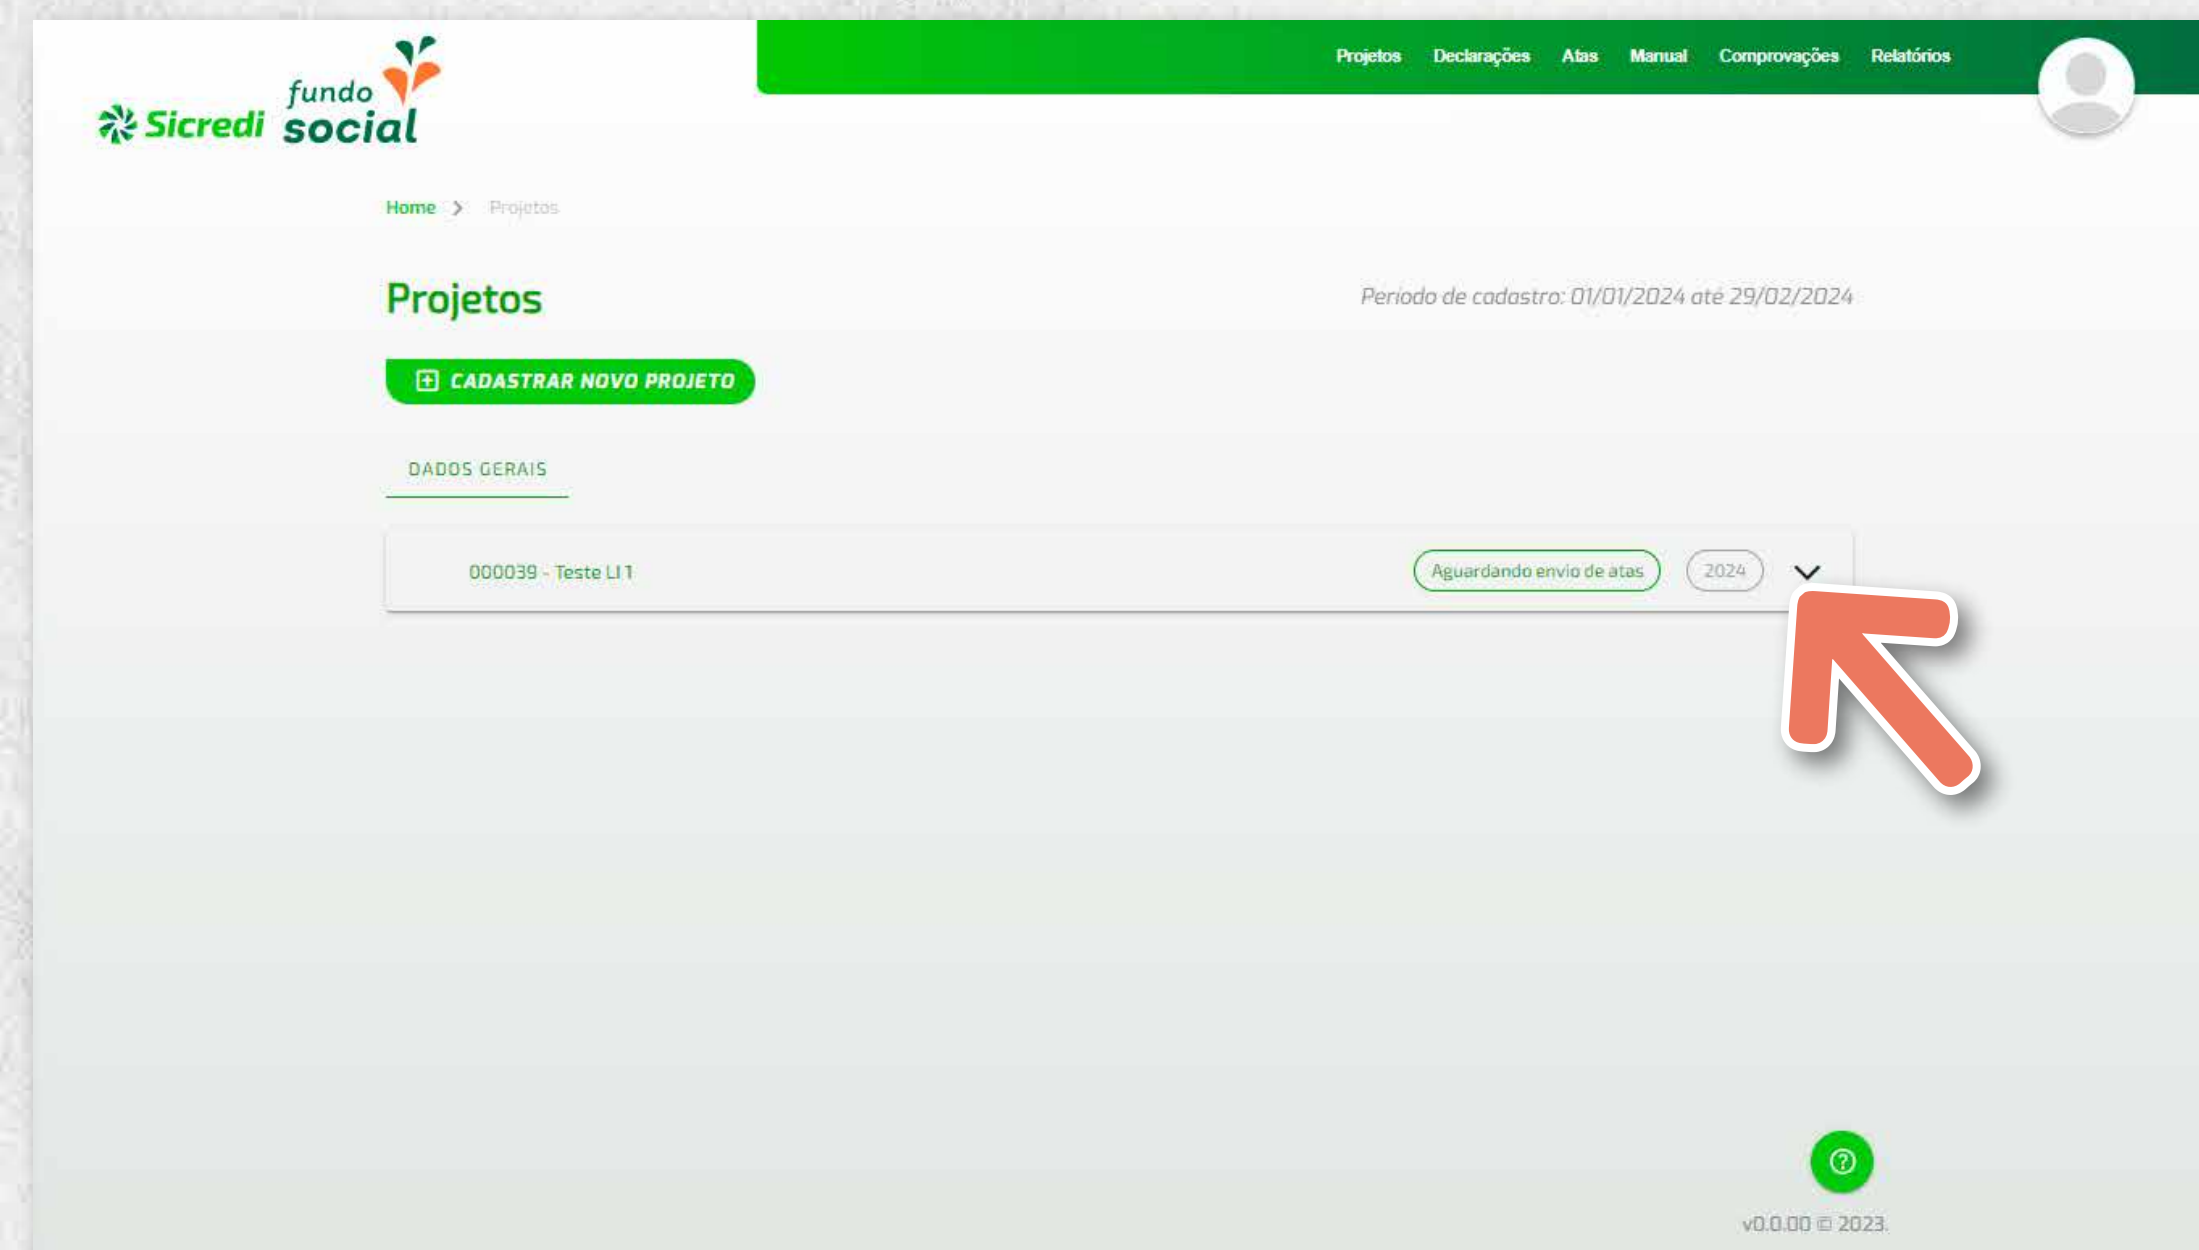 Projetos Declarações Atas Manual Comprovações Relatórios
Sicredi fundo social
Home > Projetos
Projetos
Período de cadastro: 01/01/2024 até 29/02/2024
CADASTRAR NOVO PROJETO
DADOS GERAIS
000039 - Teste LI 1
Aguardando envio de atas
2024
v0.0.00 © 2023.